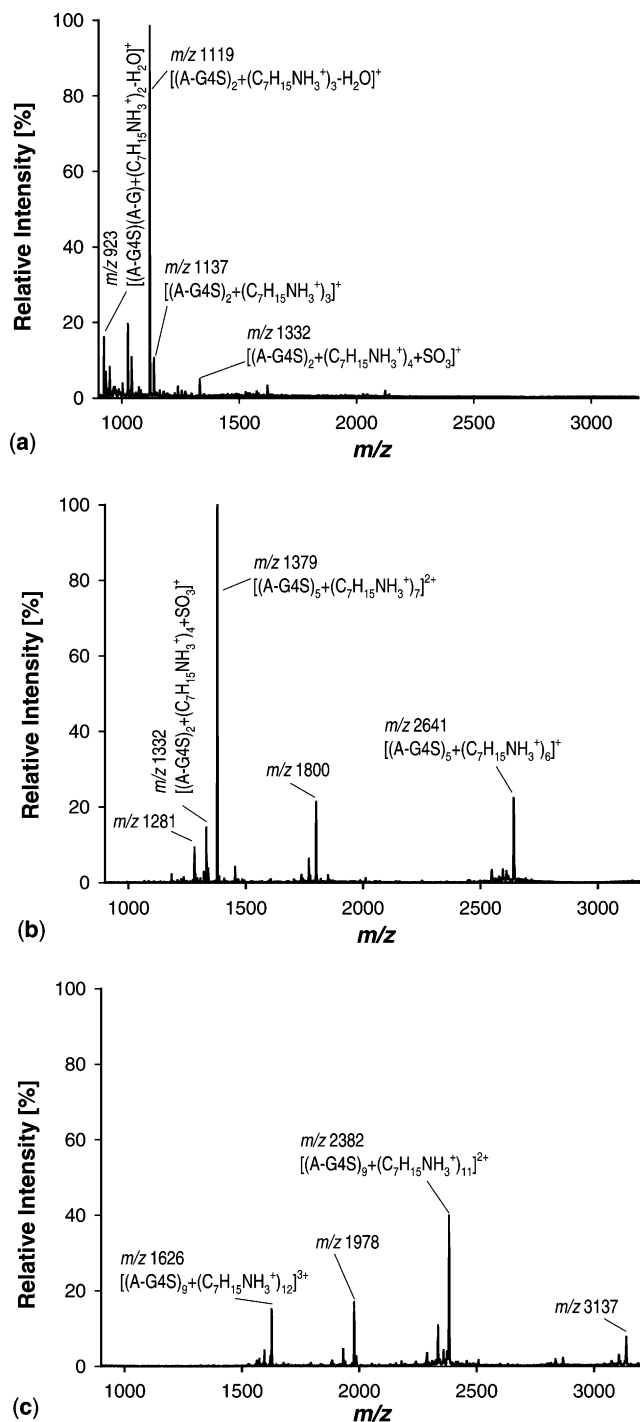 100
80
60
40
20
0
Relative Intensity [%]
m/z 923
[(A-G4S)(A-G)+(C7H15NH3+)2-H2O]+
m/z 1119
[(A-G4S)2+(C7H15NH3+)3-H2O]+
m/z 1137
[(A-G4S)2+(C7H15NH3+)3]+
m/z 1332
[(A-G4S)2+(C7H15NH3+)4+SO3]+
1000 1500 2000 2500 3000
(a)
m/z
100
80
60
40
20
0
Relative Intensity [%]
m/z 1379
[(A-G4S)5+(C7H15NH3+)7]2+
m/z 1332
[(A-G4S)2+(C7H15NH3+)4+SO3]+
m/z 2641
[(A-G4S)5+(C7H15NH3+)6]+
m/z 1800
m/z 1281
1000 1500 2000 2500 3000
(b)
m/z
100
80
60
40
20
0
Relative Intensity [%]
m/z 2382
[(A-G4S)9+(C7H15NH3+)11]2+
m/z 1978
m/z 1626
[(A-G4S)9+(C7H15NH3+)12]3+
m/z 3137
1000 1500 2000 2500 3000
(c)
m/z